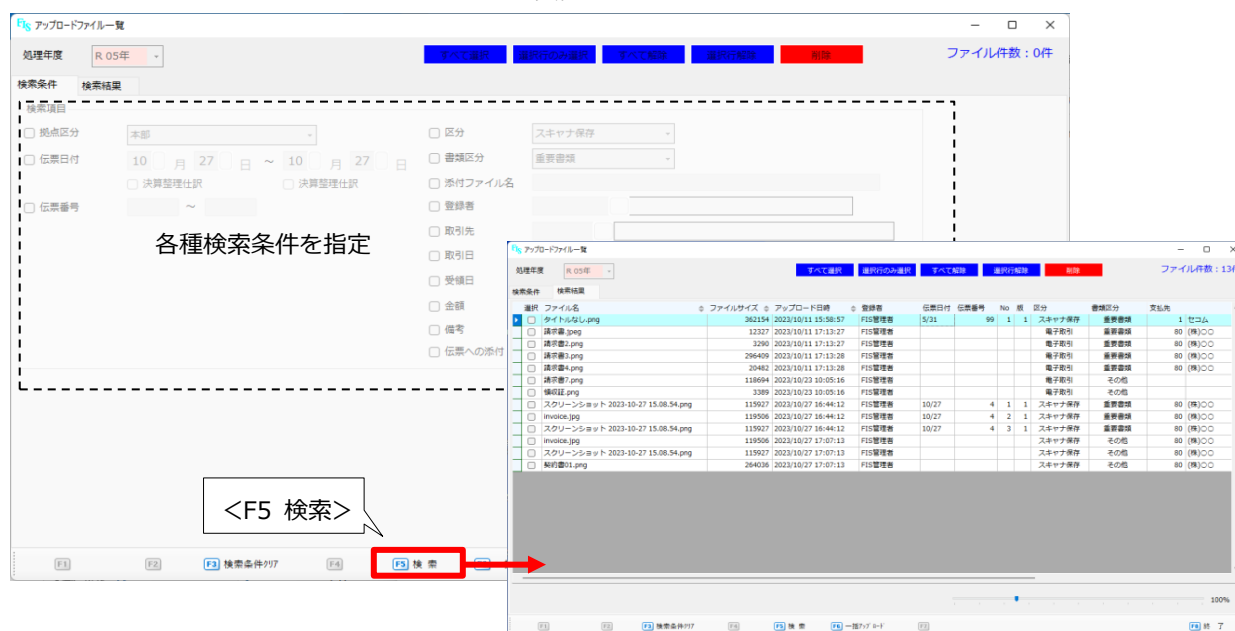 FIS アップロードファイル一覧
処理年度 R 05年 すべて選択 選択行のみ選択 すべて解除 選択行解除 削除 ファイル件数：0件
検索条件 検索結果
検索項目
拠点区分 本部 区分 スキャナ保存
伝票日付 10 月 27 日 ～ 10 月 27 日 書類区分 重要書類
決算整理仕訳 決算整理仕訳 添付ファイル名
伝票番号 ～ 登録者
取引先
各種検索条件を指定
取引日
受領日
金額
備考
伝票への添付
<F5 検索>
F1 F2 F3 検索条件クリア F4 F5 検 索
FIS アップロードファイル一覧
処理年度 R 05年 すべて選択 選択行のみ選択 すべて解除 選択行解除 削除 ファイル件数：13件
検索条件 検索結果
選択 ファイル名 ファイルサイズ アップロード日時 登録者 伝票日付 伝票番号 No 版 区分 書類区分 支払先
タイトルなし.png 362154 2023/10/11 15:58:57 FIS管理者 5/31 99 1 1 スキャナ保存 重要書類 1 セコム
請求書.jpeg 12327 2023/10/11 17:13:27 FIS管理者 電子取引 重要書類 80 (株)○○
請求書2.png 3290 2023/10/11 17:13:27 FIS管理者 電子取引 重要書類 80 (株)○○
請求書3.png 296409 2023/10/11 17:13:28 FIS管理者 電子取引 重要書類 80 (株)○○
請求書4.png 20482 2023/10/11 17:13:28 FIS管理者 電子取引 重要書類 80 (株)○○
請求書7.png 118694 2023/10/23 10:05:16 FIS管理者 電子取引 その他
領収証.png 3389 2023/10/23 10:05:16 FIS管理者 電子取引 その他
スクリーンショット 2023-10-27 15.08.54.png 115927 2023/10/27 16:44:12 FIS管理者 10/27 4 1 1 スキャナ保存 重要書類 80 (株)○○
invoice.jpg 119506 2023/10/27 16:44:12 FIS管理者 10/27 4 2 1 スキャナ保存 重要書類 80 (株)○○
スクリーンショット 2023-10-27 15.08.54.png 115927 2023/10/27 16:44:12 FIS管理者 10/27 4 3 1 スキャナ保存 重要書類 80 (株)○○
invoice.jpg 119506 2023/10/27 17:07:13 FIS管理者 スキャナ保存 その他 80 (株)○○
スクリーンショット 2023-10-27 15.08.54.png 115927 2023/10/27 17:07:13 FIS管理者 スキャナ保存 その他 80 (株)○○
契約書01.png 264036 2023/10/27 17:07:13 FIS管理者 スキャナ保存 その他 80 (株)○○
100%
F1 F2 F3 検索条件クリア F4 F5 検 索 F6 一括アップロード F7 F8 終 了